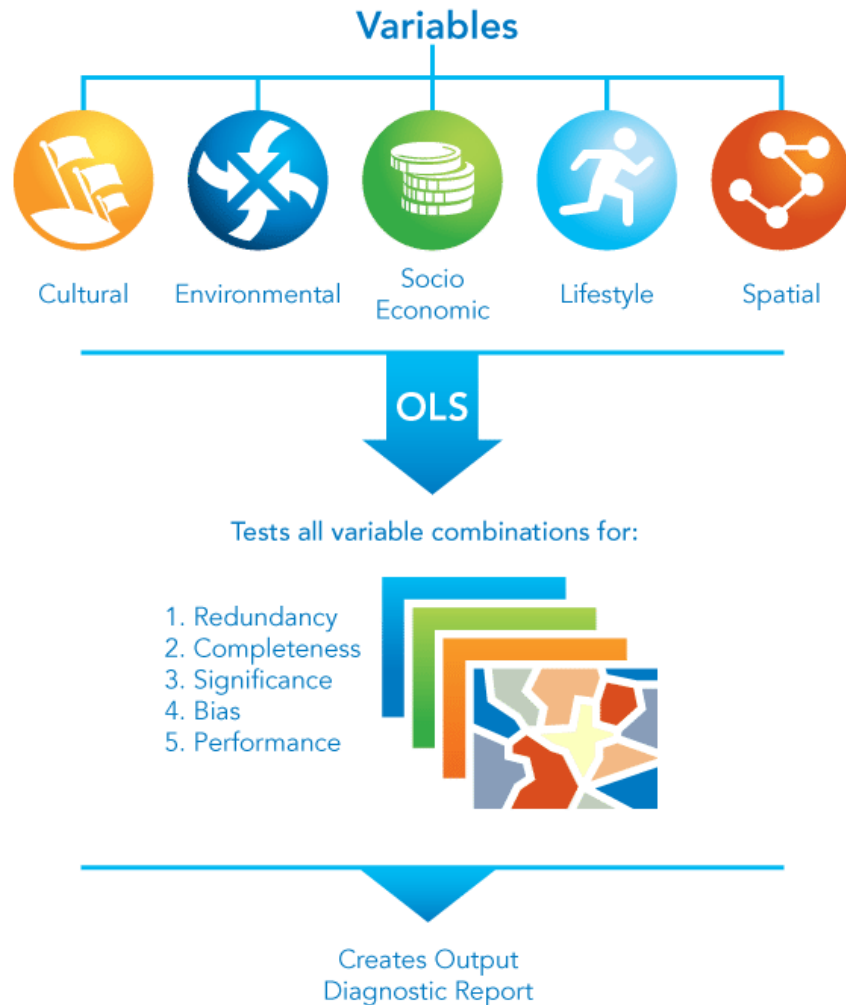 Variables
Cultural
Environmental
Socio
Economic
Lifestyle
Spatial
OLS
Tests all variable combinations for:
1. Redundancy
2. Completeness
3. Significance
4. Bias
5. Performance
Creates Output
Diagnostic Report